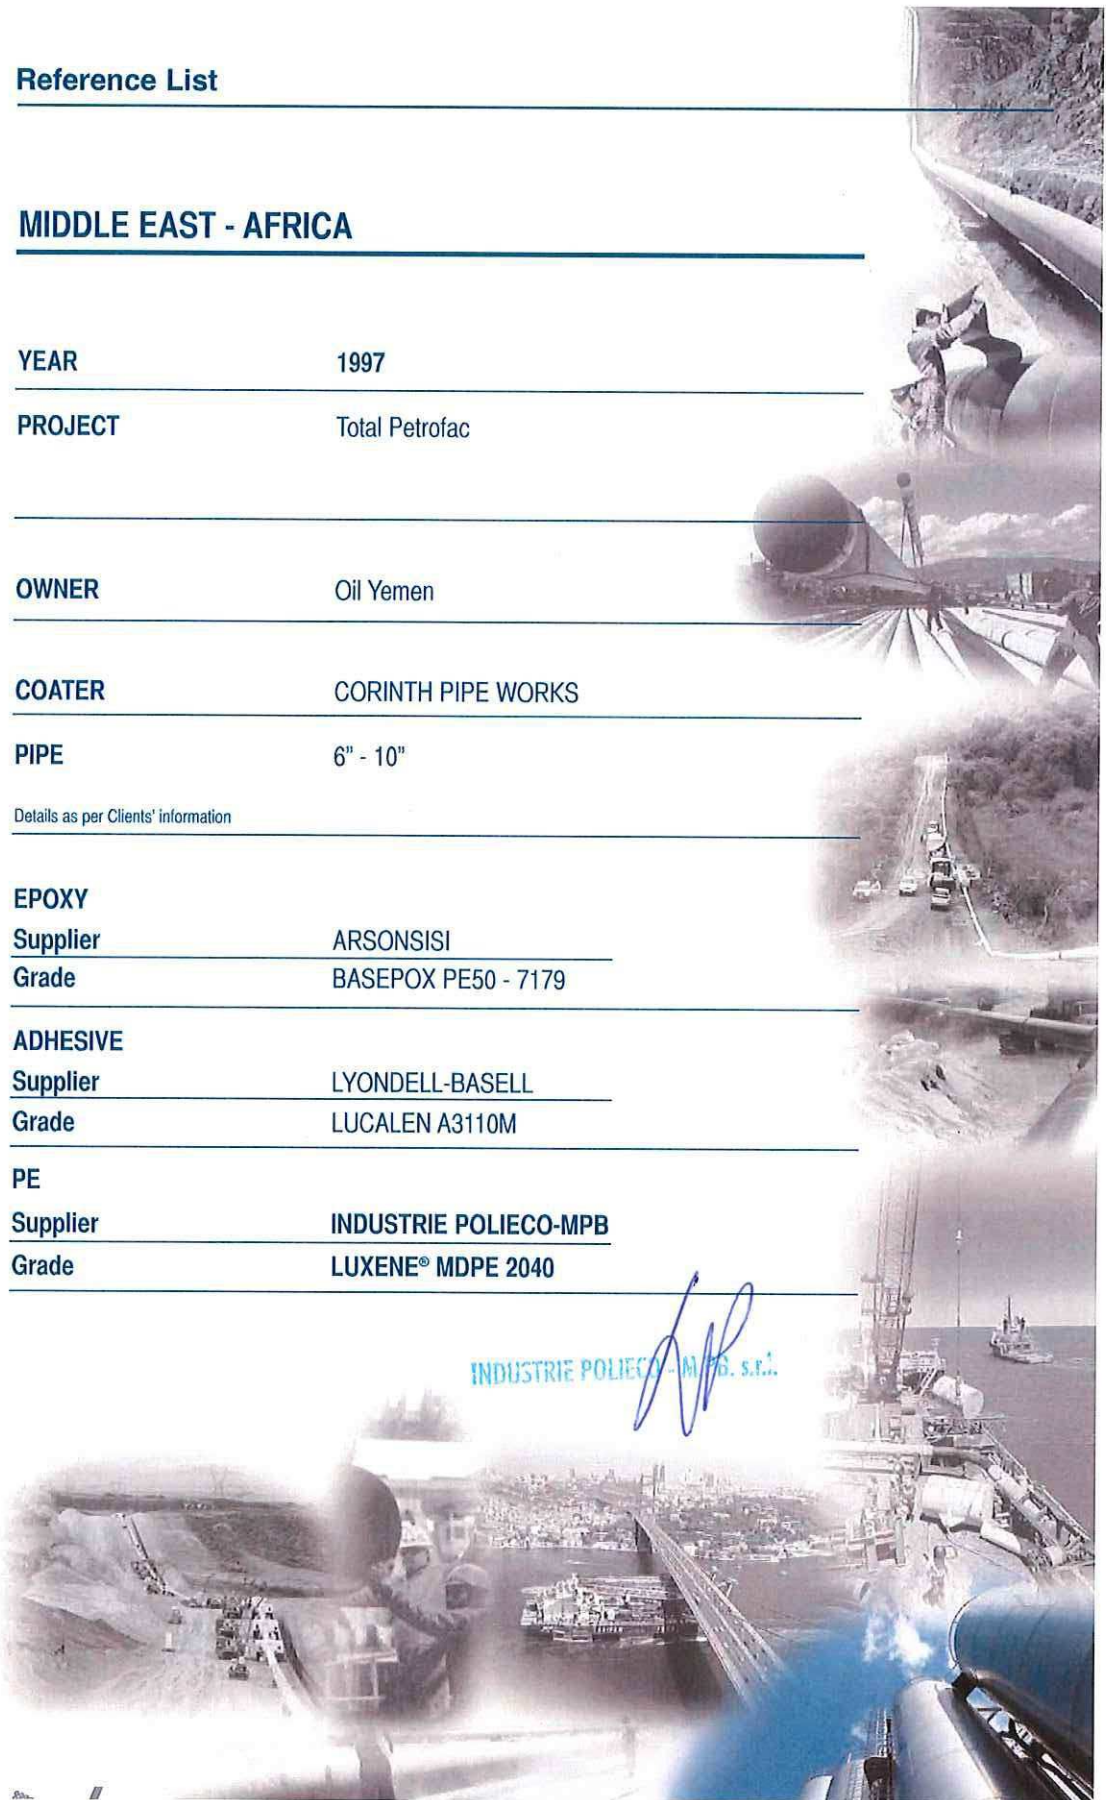 Reference List
MIDDLE EAST - AFRICA
YEAR 1997
PROJECT Total Petrofac
OWNER Oil Yemen
COATER CORINTH PIPE WORKS
PIPE 6" - 10"
Details as per Clients' information
EPOXY
Supplier ARSONSISI
Grade BASEPOX PE50 - 7179
ADHESIVE
Supplier LYONDELL-BASELL
Grade LUCALEN A3110M
PE
Supplier INDUSTRIE POLIECO-MPB
Grade LUXENE® MDPE 2040
INDUSTRIE POLIECO - M.P.B. s.r.l.